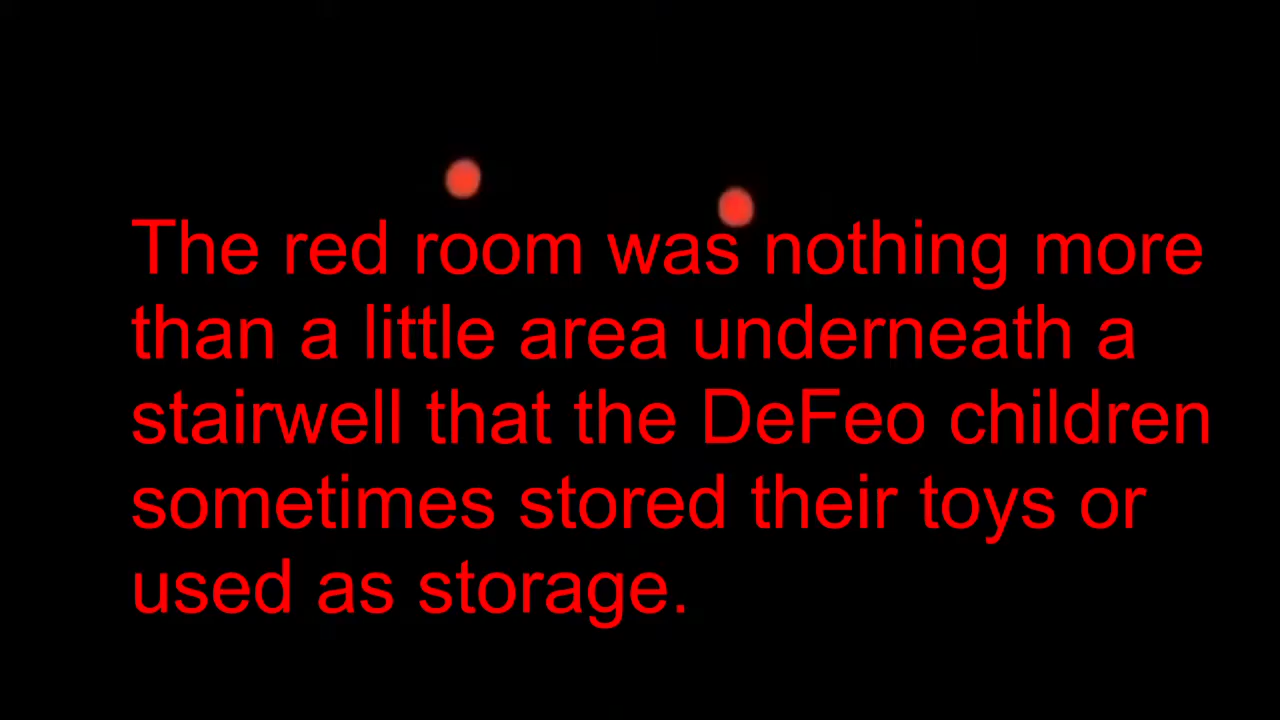 The red room was nothing more
than a little area underneath a
stairwell that the DeFeo children
sometimes stored their toys or
used as storage.